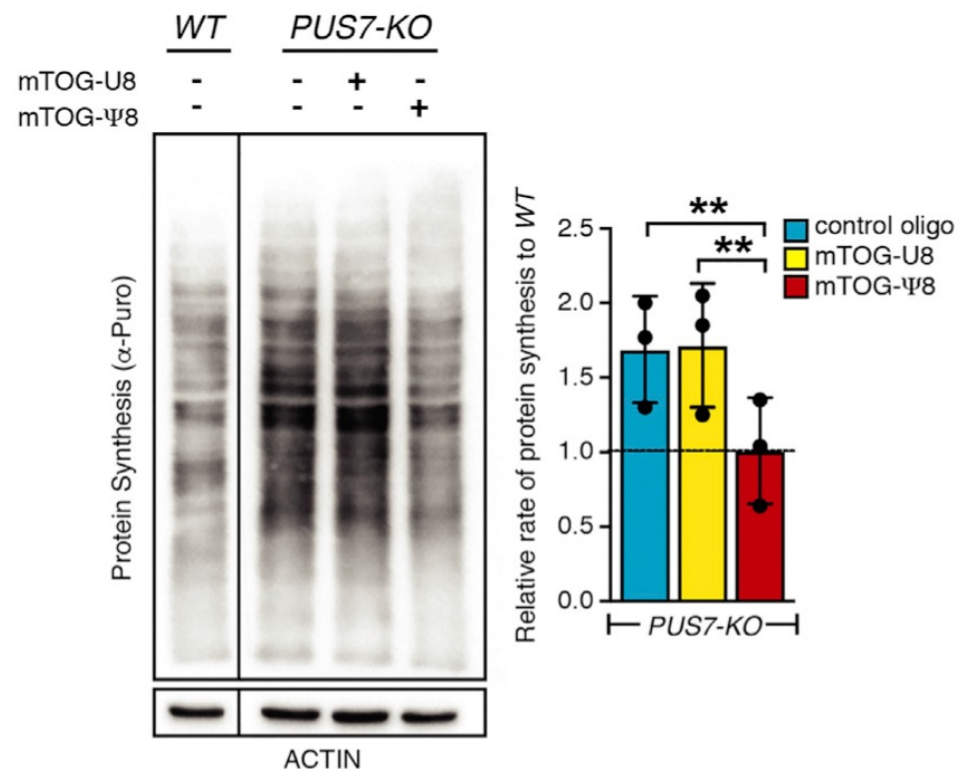 WT PUS7-KO
mTOG-U8 - - + -
mTOG-Ψ8 - - - +
Protein Synthesis (α-Puro)
ACTIN
Relative rate of protein synthesis to WT
2.5
2.0
1.5
1.0
0.5
0.0
** 
**
control oligo
mTOG-U8
mTOG-Ψ8
PUS7-KO